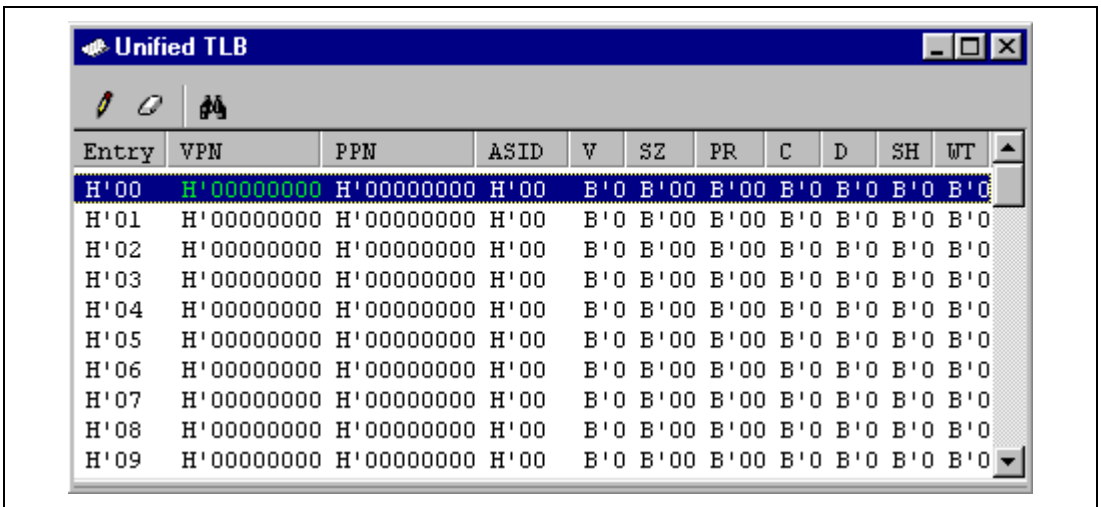 Unified TLB
Entry VPN PPN ASID V SZ PR C D SH WT
H'00 H'00000000 H'00000000 H'00 B'0 B'00 B'00 B'0 B'0 B'0 B'0
H'01 H'00000000 H'00000000 H'00 B'0 B'00 B'00 B'0 B'0 B'0 B'0
H'02 H'00000000 H'00000000 H'00 B'0 B'00 B'00 B'0 B'0 B'0 B'0
H'03 H'00000000 H'00000000 H'00 B'0 B'00 B'00 B'0 B'0 B'0 B'0
H'04 H'00000000 H'00000000 H'00 B'0 B'00 B'00 B'0 B'0 B'0 B'0
H'05 H'00000000 H'00000000 H'00 B'0 B'00 B'00 B'0 B'0 B'0 B'0
H'06 H'00000000 H'00000000 H'00 B'0 B'00 B'00 B'0 B'0 B'0 B'0
H'07 H'00000000 H'00000000 H'00 B'0 B'00 B'00 B'0 B'0 B'0 B'0
H'08 H'00000000 H'00000000 H'00 B'0 B'00 B'00 B'0 B'0 B'0 B'0
H'09 H'00000000 H'00000000 H'00 B'0 B'00 B'00 B'0 B'0 B'0 B'0